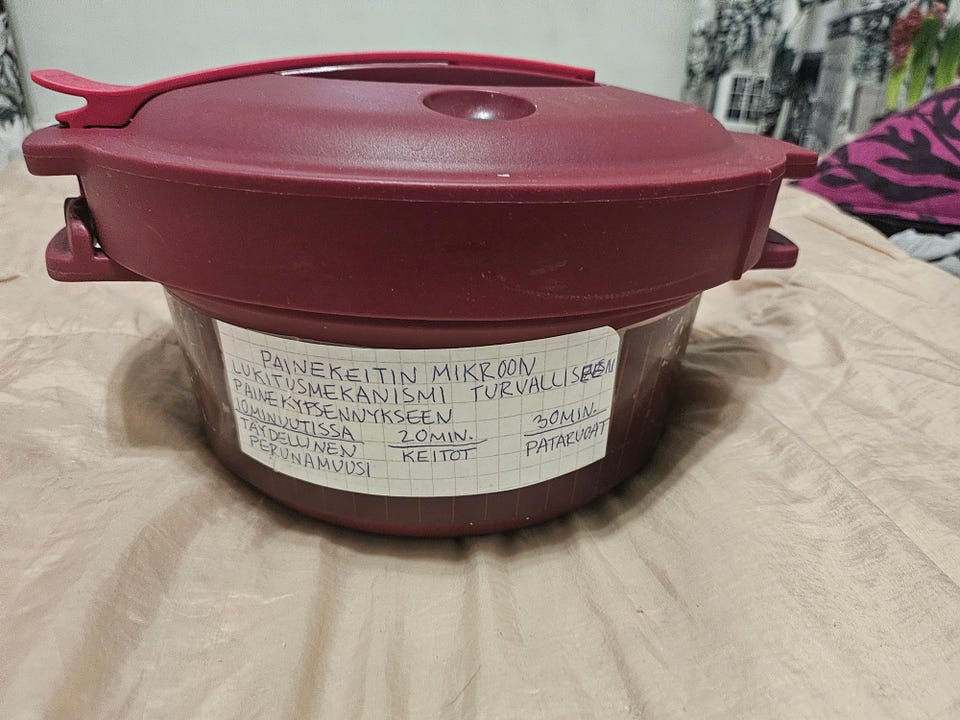 PAINEKEITIN MIKROON
LUKITUSMEKANISMI TURVALLISEEN
PAINEKYPSENNYKSEEN
10MINUUTISSA 20MIN. 30MIN.
TÄYDELLINEN KEITOT PATARUOAT
PERUNAMUUSI